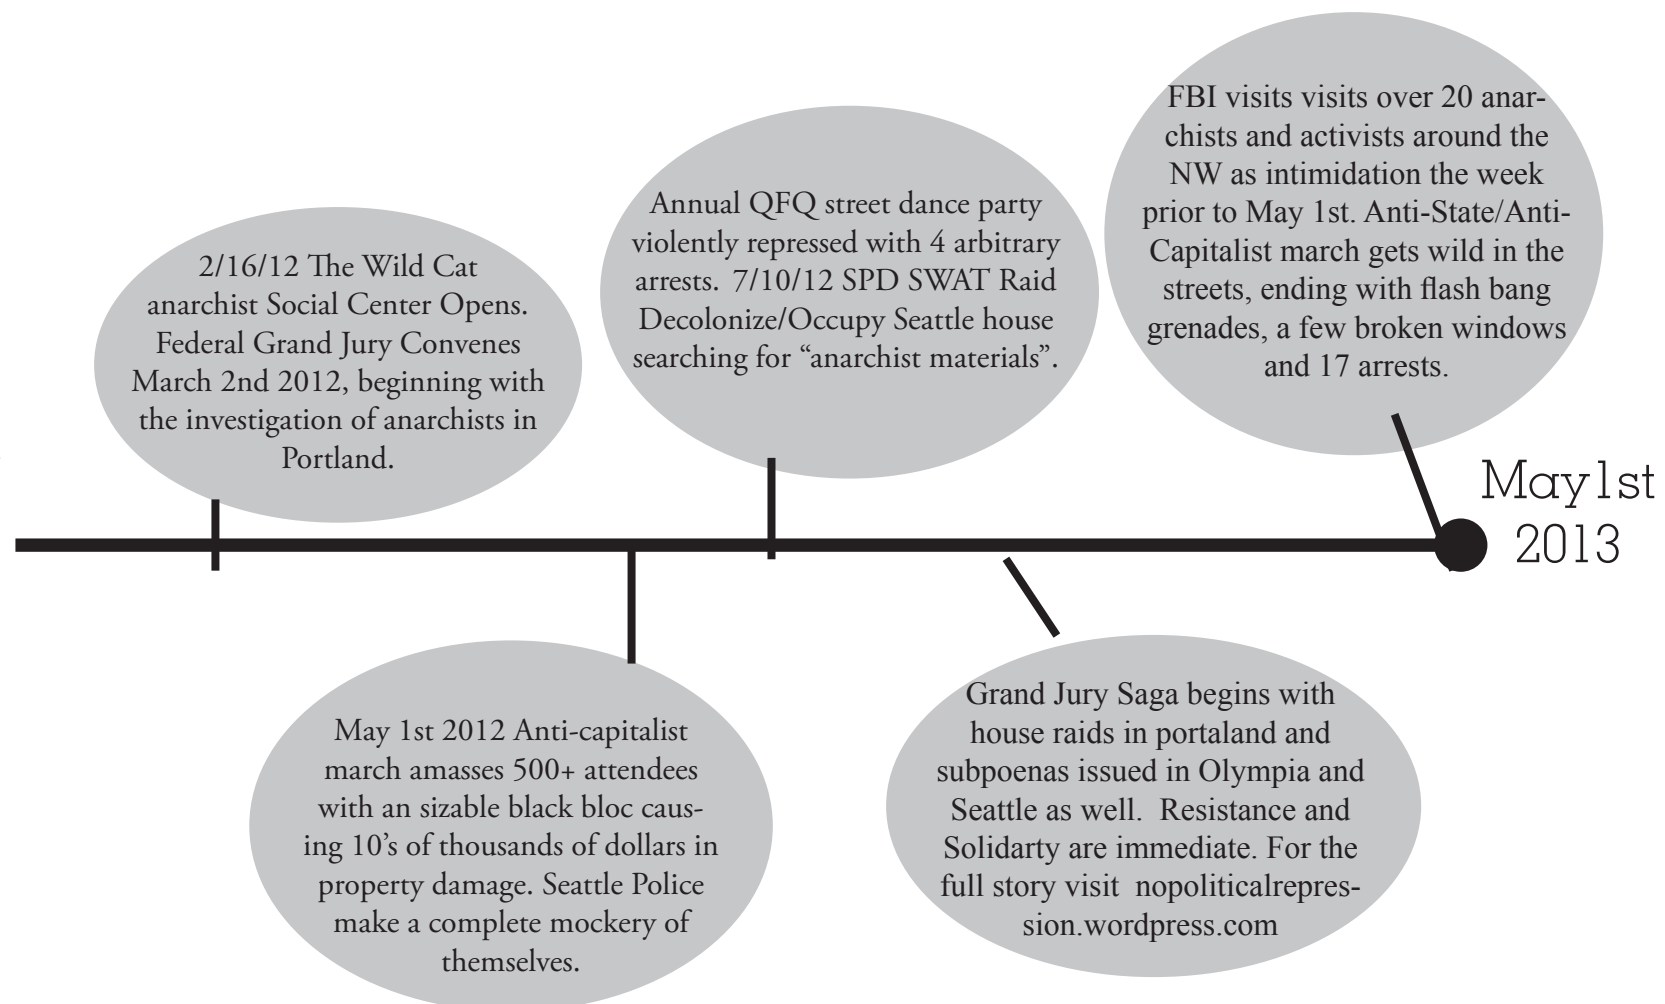 2/16/12 The Wild Cat
anarchist Social Center Opens.
Federal Grand Jury Convenes
March 2nd 2012, beginning with
the investigation of anarchists in
Portland.
May 1st 2012 Anti-capitalist
march amasses 500+ attendees
with an sizable black bloc caus-
ing 10’s of thousands of dollars in
property damage. Seattle Police
make a complete mockery of
themselves.
Annual QFQ street dance party
violently repressed with 4 arbitrary
arrests. 7/10/12 SPD SWAT Raid
Decolonize/Occupy Seattle house
searching for “anarchist materials”.
Grand Jury Saga begins with
house raids in portaland and
subpoenas issued in Olympia and
Seattle as well. Resistance and
Solidarty are immediate. For the
full story visit nopoliticalrepres-
sion.wordpress.com
FBI visits visits over 20 anar-
chists and activists around the
NW as intimidation the week
prior to May 1st. Anti-State/Anti-
Capitalist march gets wild in the
streets, ending with flash bang
grenades, a few broken windows
and 17 arrests.
May1st
2013